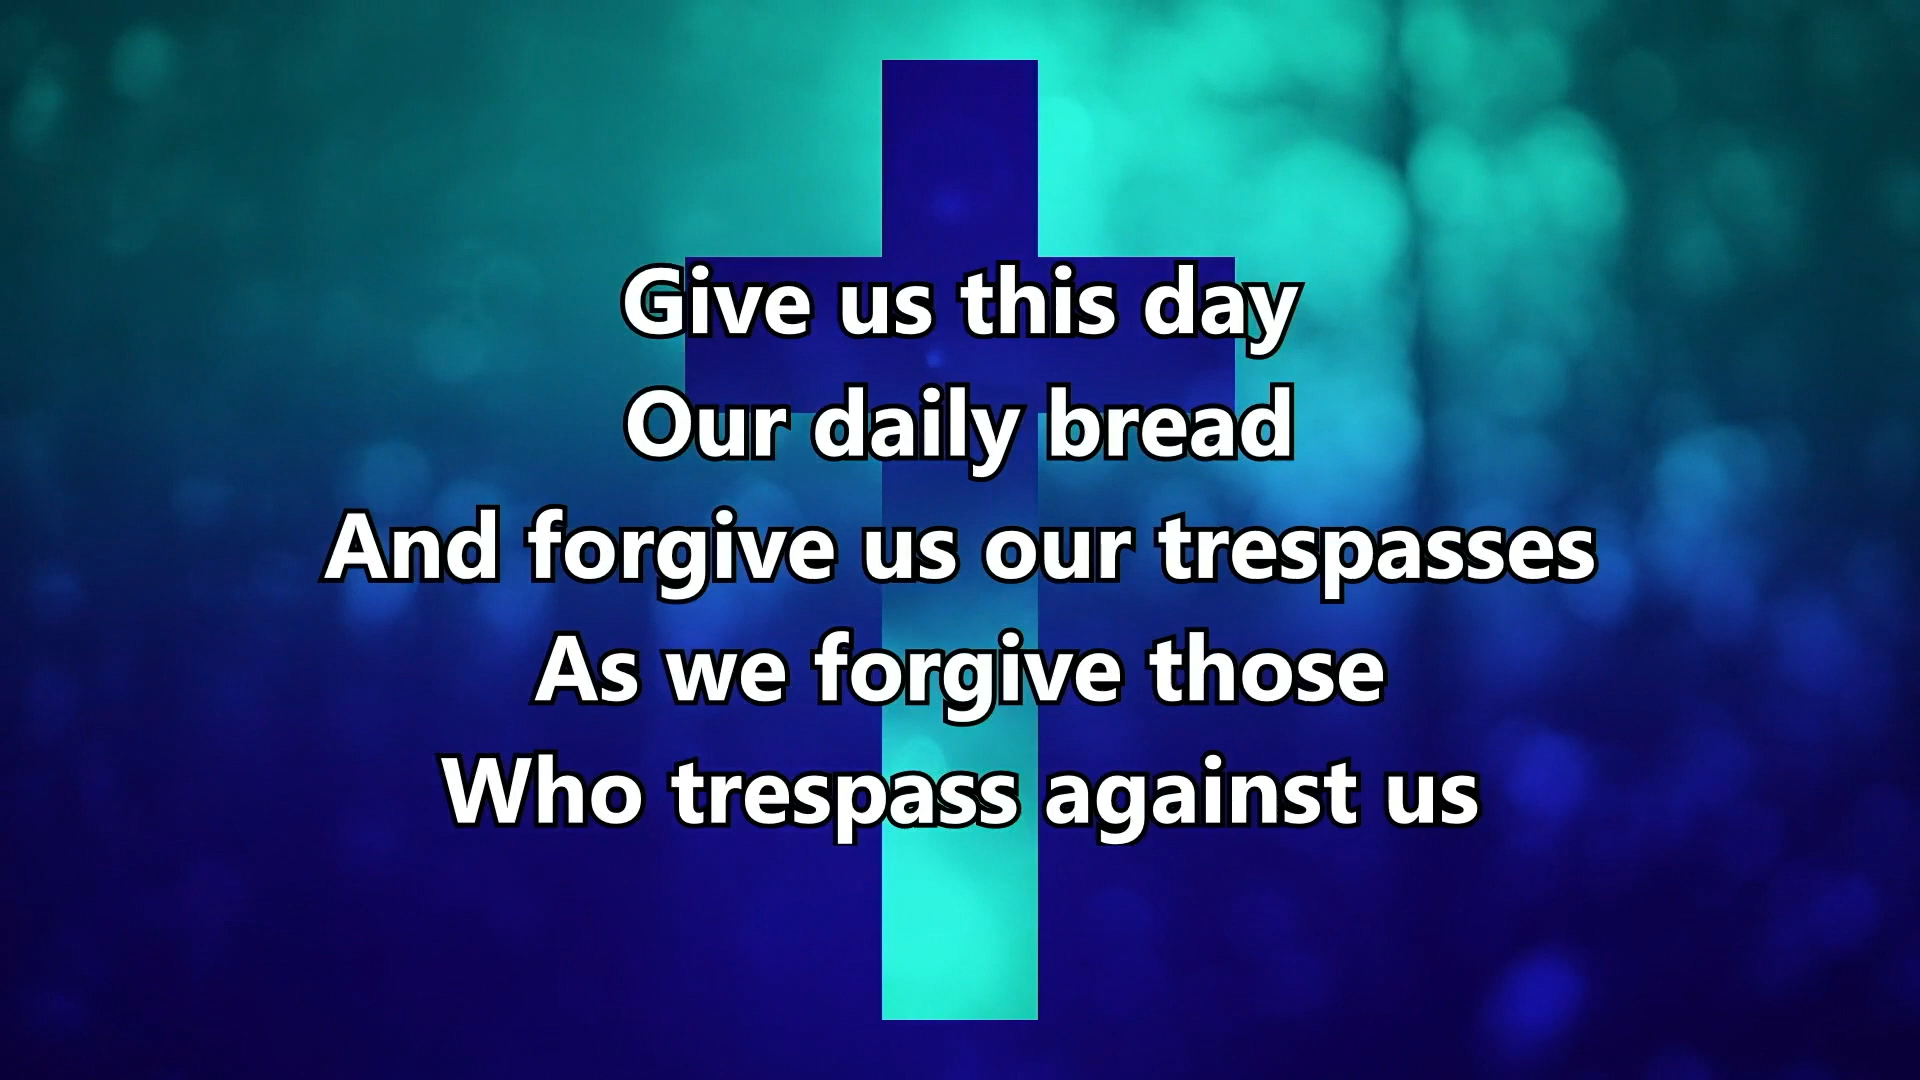 Give us this day
Our daily bread
And forgive us our trespasses
As we forgive those
Who trespass against us